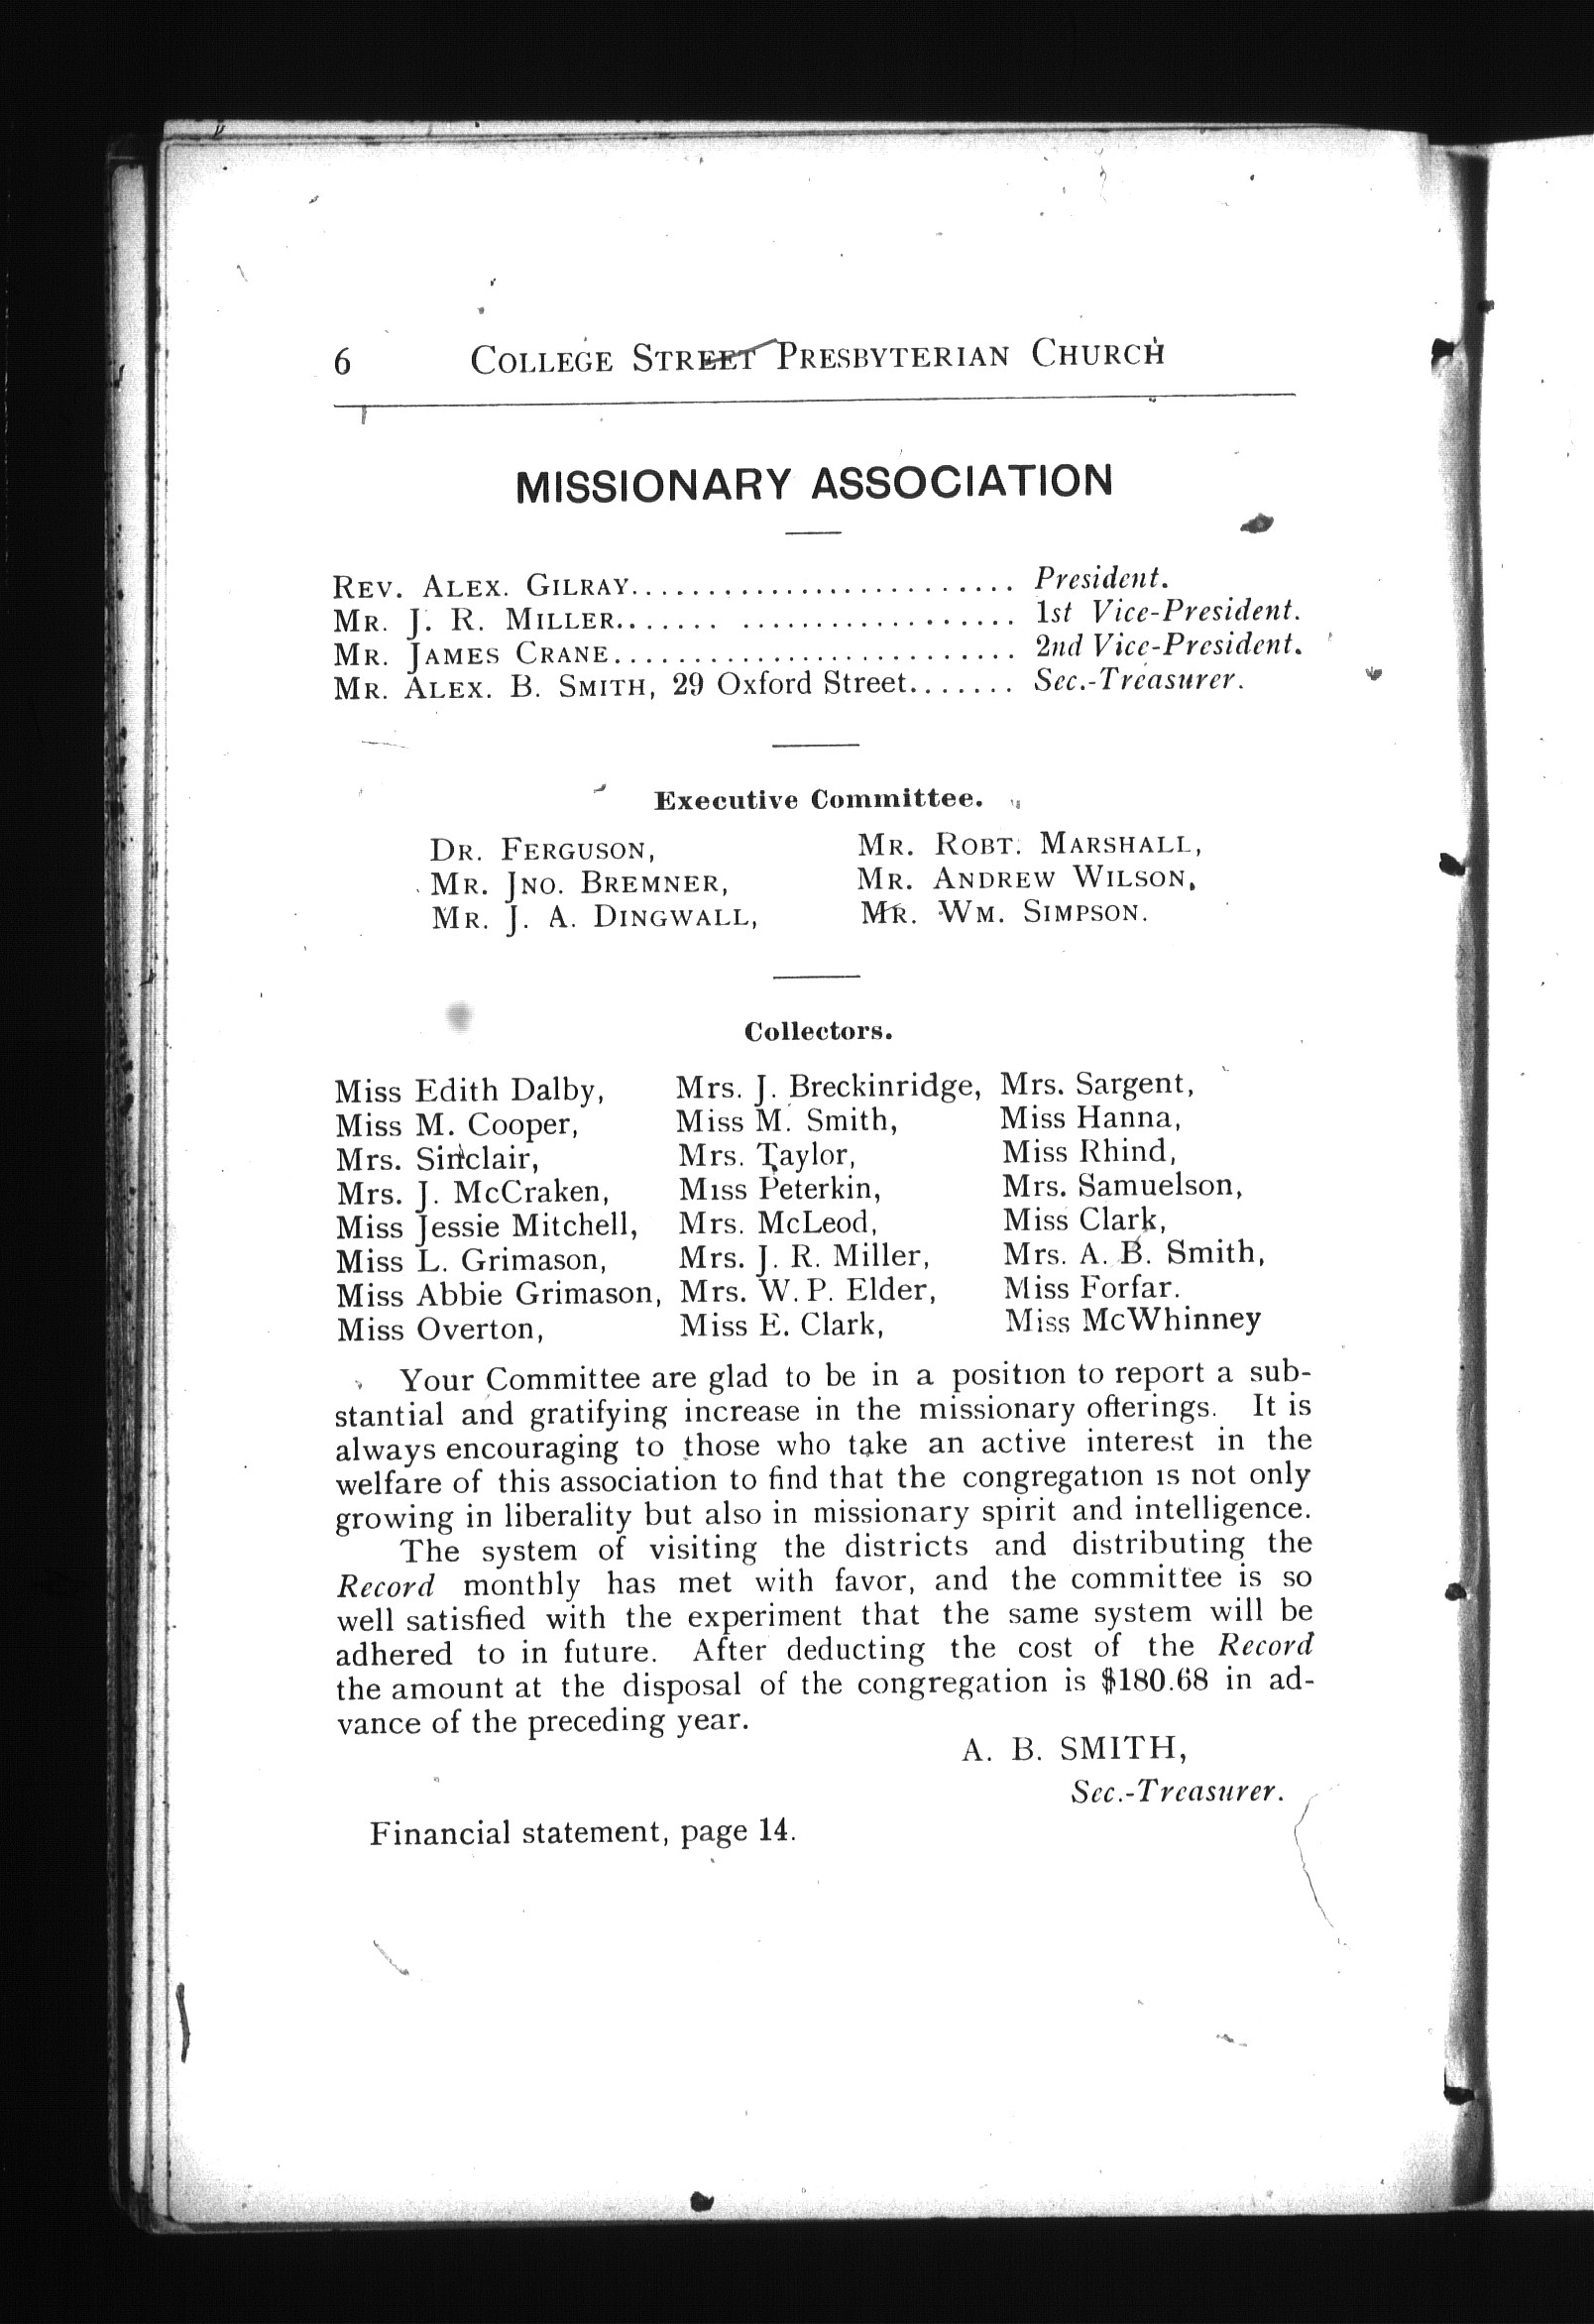 6 COLLEGE STREET PRESBYTERIAN CHURCH
MISSIONARY ASSOCIATION
REV. ALEX. GILRAY......................... President.
MR. J. R. MILLER....... .................. 1st Vice-President.
MR. JAMES CRANE.......................... 2nd Vice-President.
MR. ALEX. B. SMITH, 29 Oxford Street....... Sec.-Treasurer.
Executive Committee.
DR. FERGUSON, MR. ROBT. MARSHALL,
MR. JNO. BREMNER, MR. ANDREW WILSON,
MR. J. A. DINGWALL, MR. WM. SIMPSON.
Collectors.
Miss Edith Dalby, Mrs. J. Breckinridge, Mrs. Sargent,
Miss M. Cooper, Miss M. Smith, Miss Hanna,
Mrs. Sinclair, Mrs. Taylor, Miss Rhind,
Mrs. J. McCraken, Miss Peterkin, Mrs. Samuelson,
Miss Jessie Mitchell, Mrs. McLeod, Miss Clark,
Miss L. Grimason, Mrs. J. R. Miller, Mrs. A. B. Smith,
Miss Abbie Grimason, Mrs. W. P. Elder, Miss Forfar.
Miss Overton, Miss E. Clark, Miss McWhinney
Your Committee are glad to be in a position to report a sub-
stantial and gratifying increase in the missionary offerings. It is
always encouraging to those who take an active interest in the
welfare of this association to find that the congregation is not only
growing in liberality but also in missionary spirit and intelligence.
The system of visiting the districts and distributing the
Record monthly has met with favor, and the committee is so
well satisfied with the experiment that the same system will be
adhered to in future. After deducting the cost of the Record
the amount at the disposal of the congregation is $180.68 in ad-
vance of the preceding year.
A. B. SMITH,
Sec.-Treasurer.
Financial statement, page 14.